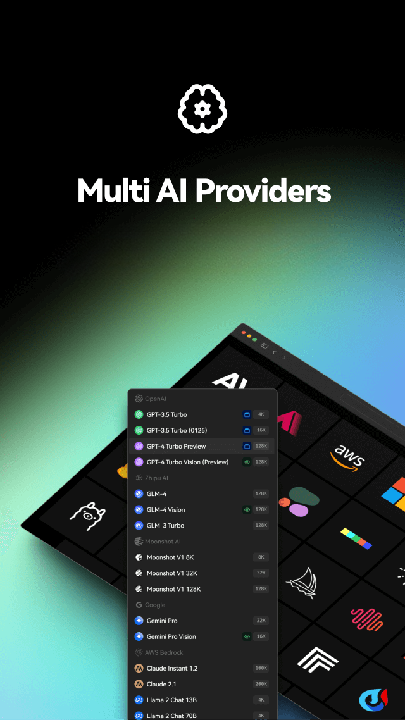 Multi AI Providers
AI
aws
OpenAI
GPT-3.5 Turbo 4K
GPT-3.5 Turbo (0125) 16K
GPT-4 Turbo Preview 128K
GPT-4 Turbo Vision (Preview) 128K
Zhipu AI
GLM-4 128K
GLM-4 Vision 128K
GLM-3 Turbo 128K
Moonshot AI
Moonshot V1 8K 8K
Moonshot V1 32K 32K
Moonshot V1 128K 128K
Google
Gemini Pro 32K
Gemini Pro Vision 16K
AWS Bedrock
Claude Instant 1.2 100K
Claude 2.1 200K
Llama 2 Chat 13B 4K
Llama 2 Chat 70B